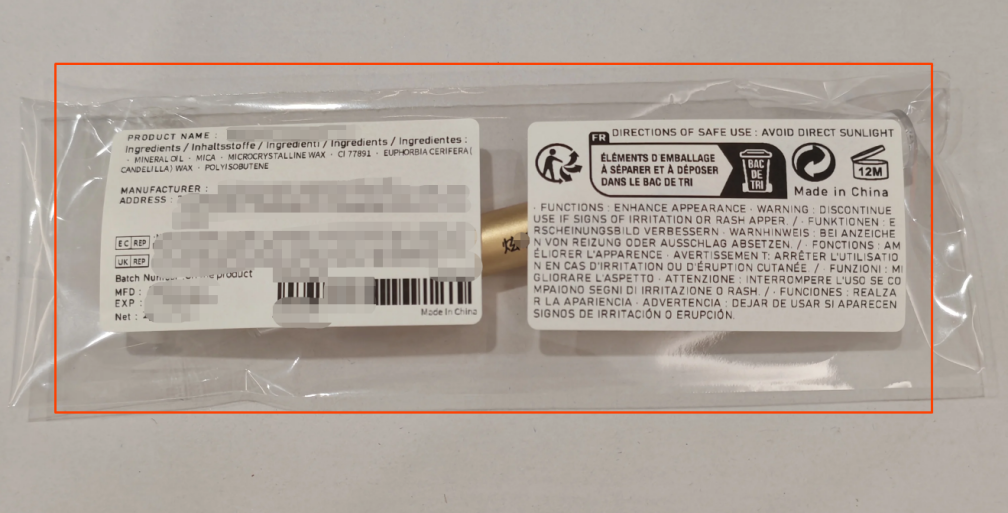 PRODUCT NAME :
Ingredients / Inhaltsstoffe / Ingredienti / Ingredients / Ingredientes :
· MINERAL OIL · MICA · MICROCRYSTALLINE WAX · CI 77891 · EUPHORBIA CERIFERA(
CANDELILLA) WAX · POLYISOBUTENE
MANUFACTURER :
ADDRESS :
EC REP
UK REP
Batch product
MFD :
EXP :
Net :
Made In China
FR DIRECTIONS OF SAFE USE : AVOID DIRECT SUNLIGHT
ÉLÉMENTS D EMBALLAGE
À SÉPARER ET À DÉPOSER
DANS LE BAC DE TRI
BAC
DE
TRI
12M
Made in China
· FUNCTIONS : ENHANCE APPEARANCE · WARNING : DISCONTINUE
USE IF SIGNS OF IRRITATION OR RASH APPER. / · FUNKTIONEN : E
RSCHEINUNGSBILD VERBESSERN · WARNHINWEIS : BEI ANZEICHE
N VON REIZUNG ODER AUSSCHLAG ABSETZEN. / · FONCTIONS : AM
ÉLIORER L'APPARENCE · AVERTISSEMENT: ARRÊTER L'UTILISATIO
N EN CAS D'IRRITATION OU D'ÉRUPTION CUTANÉE. / · FUNZIONI : MI
GLIORARE L'ASPETTO · ATTENZIONE : INTERROMPERE L'USO SE CO
MPAIONO SEGNI DI IRRITAZIONE O RASH. / · FUNCIONES : REALZA
R LA APARIENCIA · ADVERTENCIA : DEJAR DE USAR SI APARECEN
SIGNOS DE IRRITACIÓN O ERUPCIÓN.